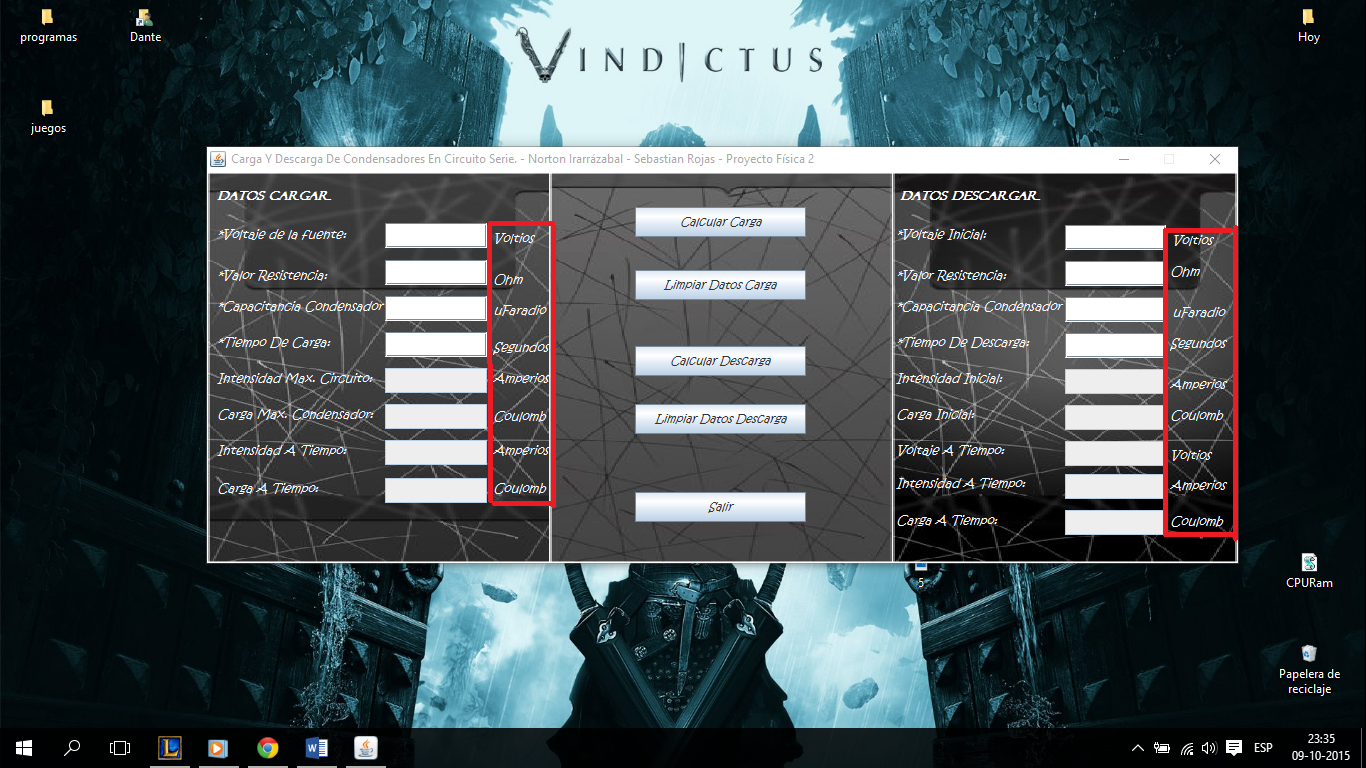 programas
Dante
VINDICTUS
Hoy
juegos
Carga Y Descarga De Condensadores En Circuito Serie. - Norton Irarrázabal - Sebastian Rojas - Proyecto Física 2
DATOS CARGAR
*Voltaje de la fuente: Voltios
*Valor Resistencia: Ohm
*Capacitancia Condensador uFaradio
*Tiempo De Carga: Segundos
Intensidad Max. Circuito: Amperios
Carga Max. Condensador: Coulomb
Intensidad A Tiempo: Amperios
Carga A Tiempo: Coulomb
Calcular Carga
Limpiar Datos Carga
Calcular Descarga
Limpiar Datos Descarga
Salir
DATOS DESCARGAR
*Voltaje Inicial: Voltios
*Valor Resistencia: Ohm
*Capacitancia Condensador uFaradio
*Tiempo De Descarga: Segundos
Intensidad Inicial: Amperios
Carga Inicial: Coulomb
Voltaje A Tiempo: Voltios
Intensidad A Tiempo: Amperios
Carga A Tiempo: Coulomb
5
CPURam
Papelera de
reciclaje
ESP
23:35
09-10-2015